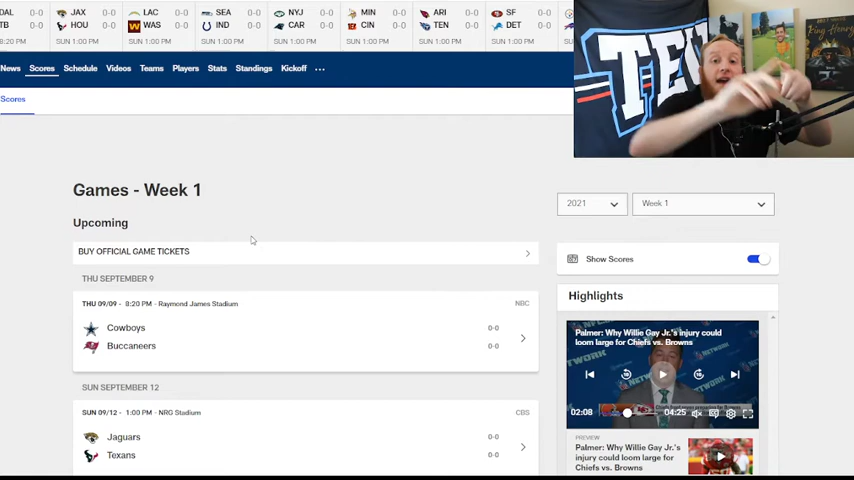 DAL 0-0 JAX 0-0 LAC 0-0 SEA 0-0 NYJ 0-0 MIN 0-0 ARI 0-0 SF 0-0
TB 0-0 HOU 0-0 WAS 0-0 IND 0-0 CAR 0-0 CIN 0-0 TEN 0-0 DET 0-0
8:20 PM SUN 1:00 PM SUN 1:00 PM SUN 1:00 PM SUN 1:00 PM SUN 1:00 PM SUN 1:00 PM SUN 1:00 PM
News Scores Schedule Videos Teams Players Stats Standings Kickoff ...
Scores
Games - Week 1
2021 Week 1
Upcoming
BUY OFFICIAL GAME TICKETS
Show Scores
THU SEPTEMBER 9
Highlights
THU 09/09 - 8:20 PM - Raymond James Stadium NBC
Cowboys 0-0
Buccaneers 0-0
Palmer: Why Willie Gay Jr.'s injury could
loom large for Chiefs vs. Browns
NETWORK
02:08 04:25
SUN SEPTEMBER 12
SUN 09/12 - 1:00 PM - NRG Stadium CBS
Jaguars 0-0
Texans 0-0
PREVIEW
Palmer: Why Willie Gay Jr.'s
injury could loom large for
Chiefs vs. Browns
TE
King Henry